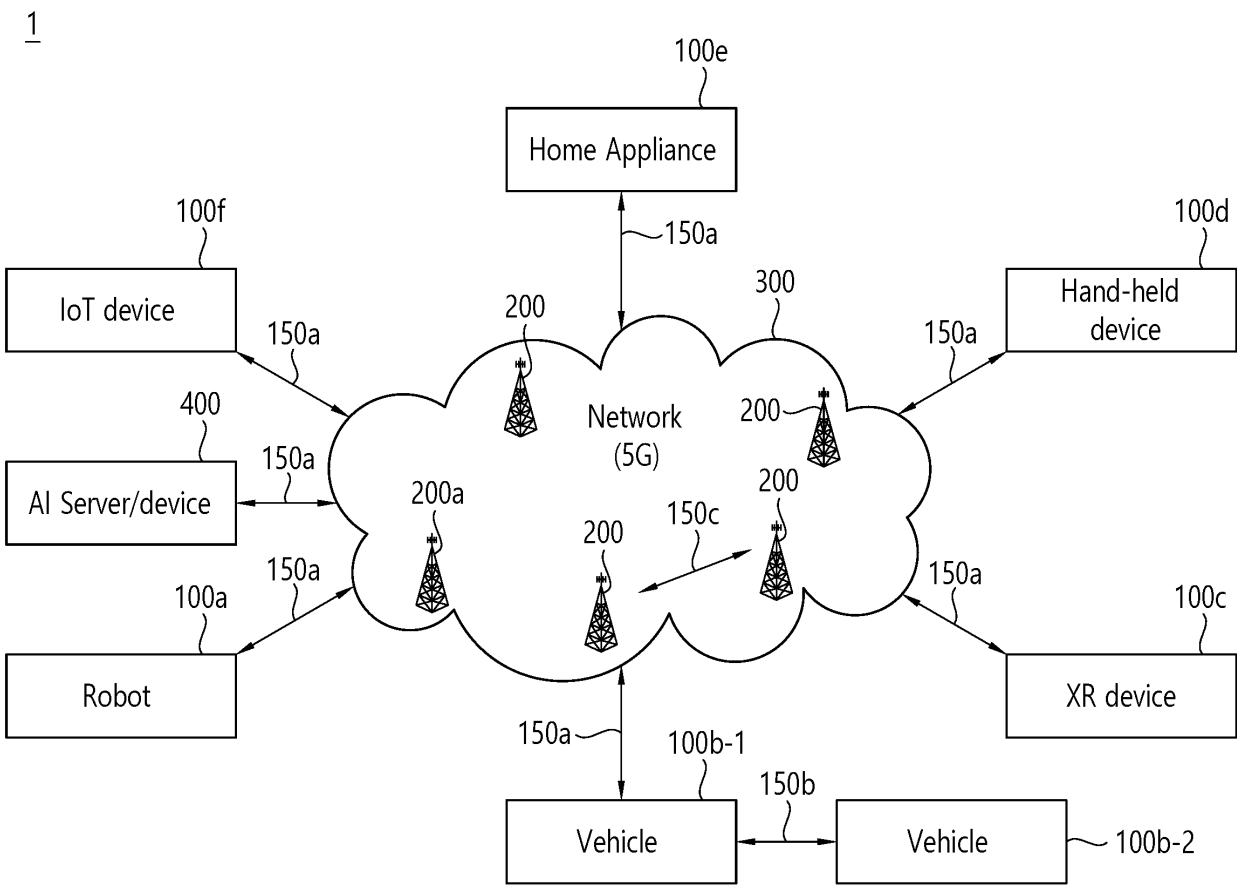 1
100e
Home Appliance
150a
100f
IoT device
150a
100d
Hand-held
device
150a
300
200
Network
(5G)
200
400
AI Server/device
150a
200a
200
150c
200
100a
Robot
150a
150a
100c
XR device
150a
100b-1
Vehicle
150b
Vehicle
100b-2